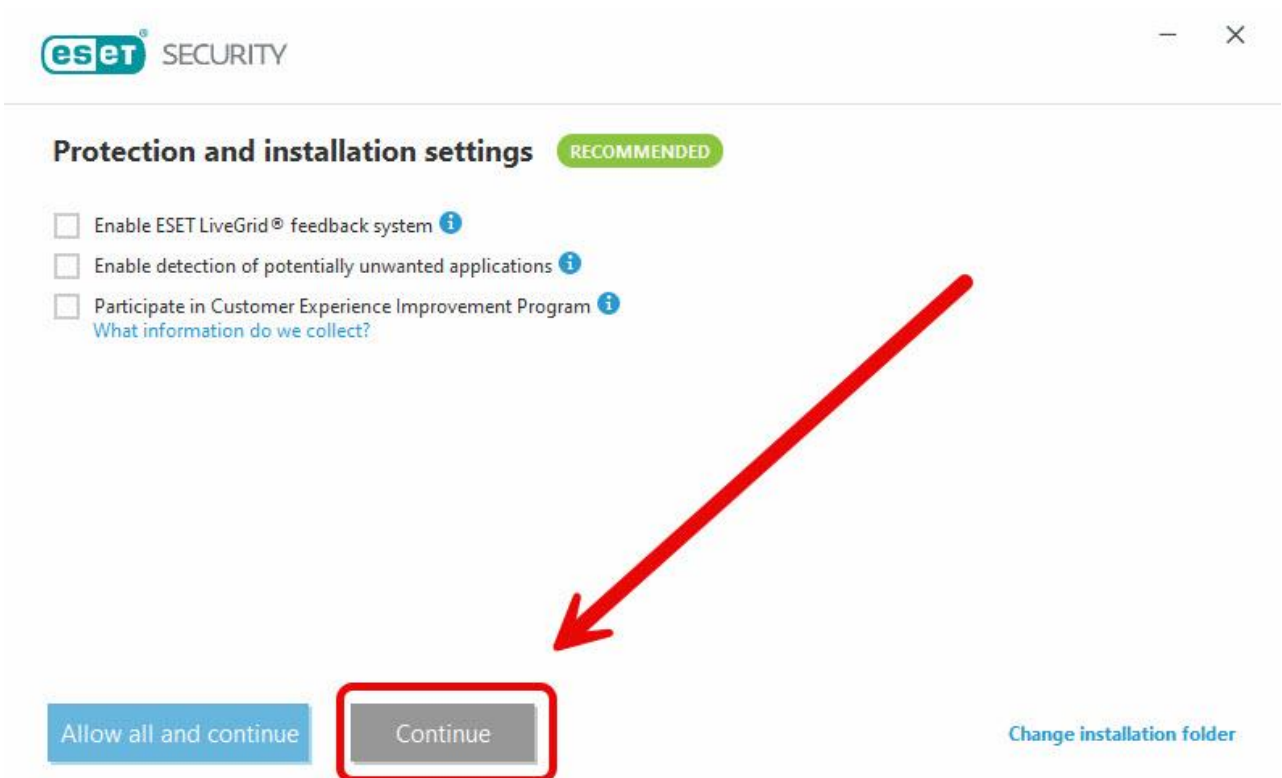 eset® SECURITY
Protection and installation settings RECOMMENDED
Enable ESET LiveGrid® feedback system i
Enable detection of potentially unwanted applications i
Participate in Customer Experience Improvement Program i
What information do we collect?
Allow all and continue Continue Change installation folder